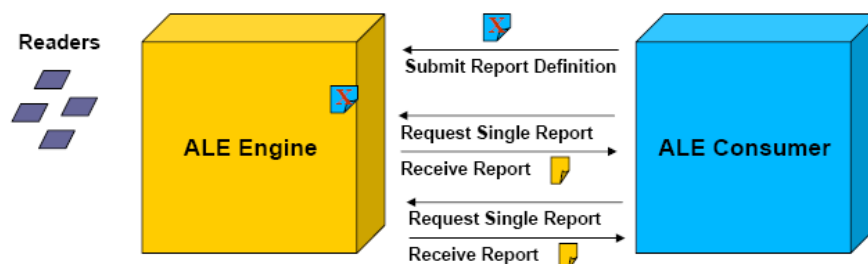 Readers
Submit Report Definition
X
X
ALE Engine
Request Single Report
ALE Consumer
Receive Report
Request Single Report
Receive Report